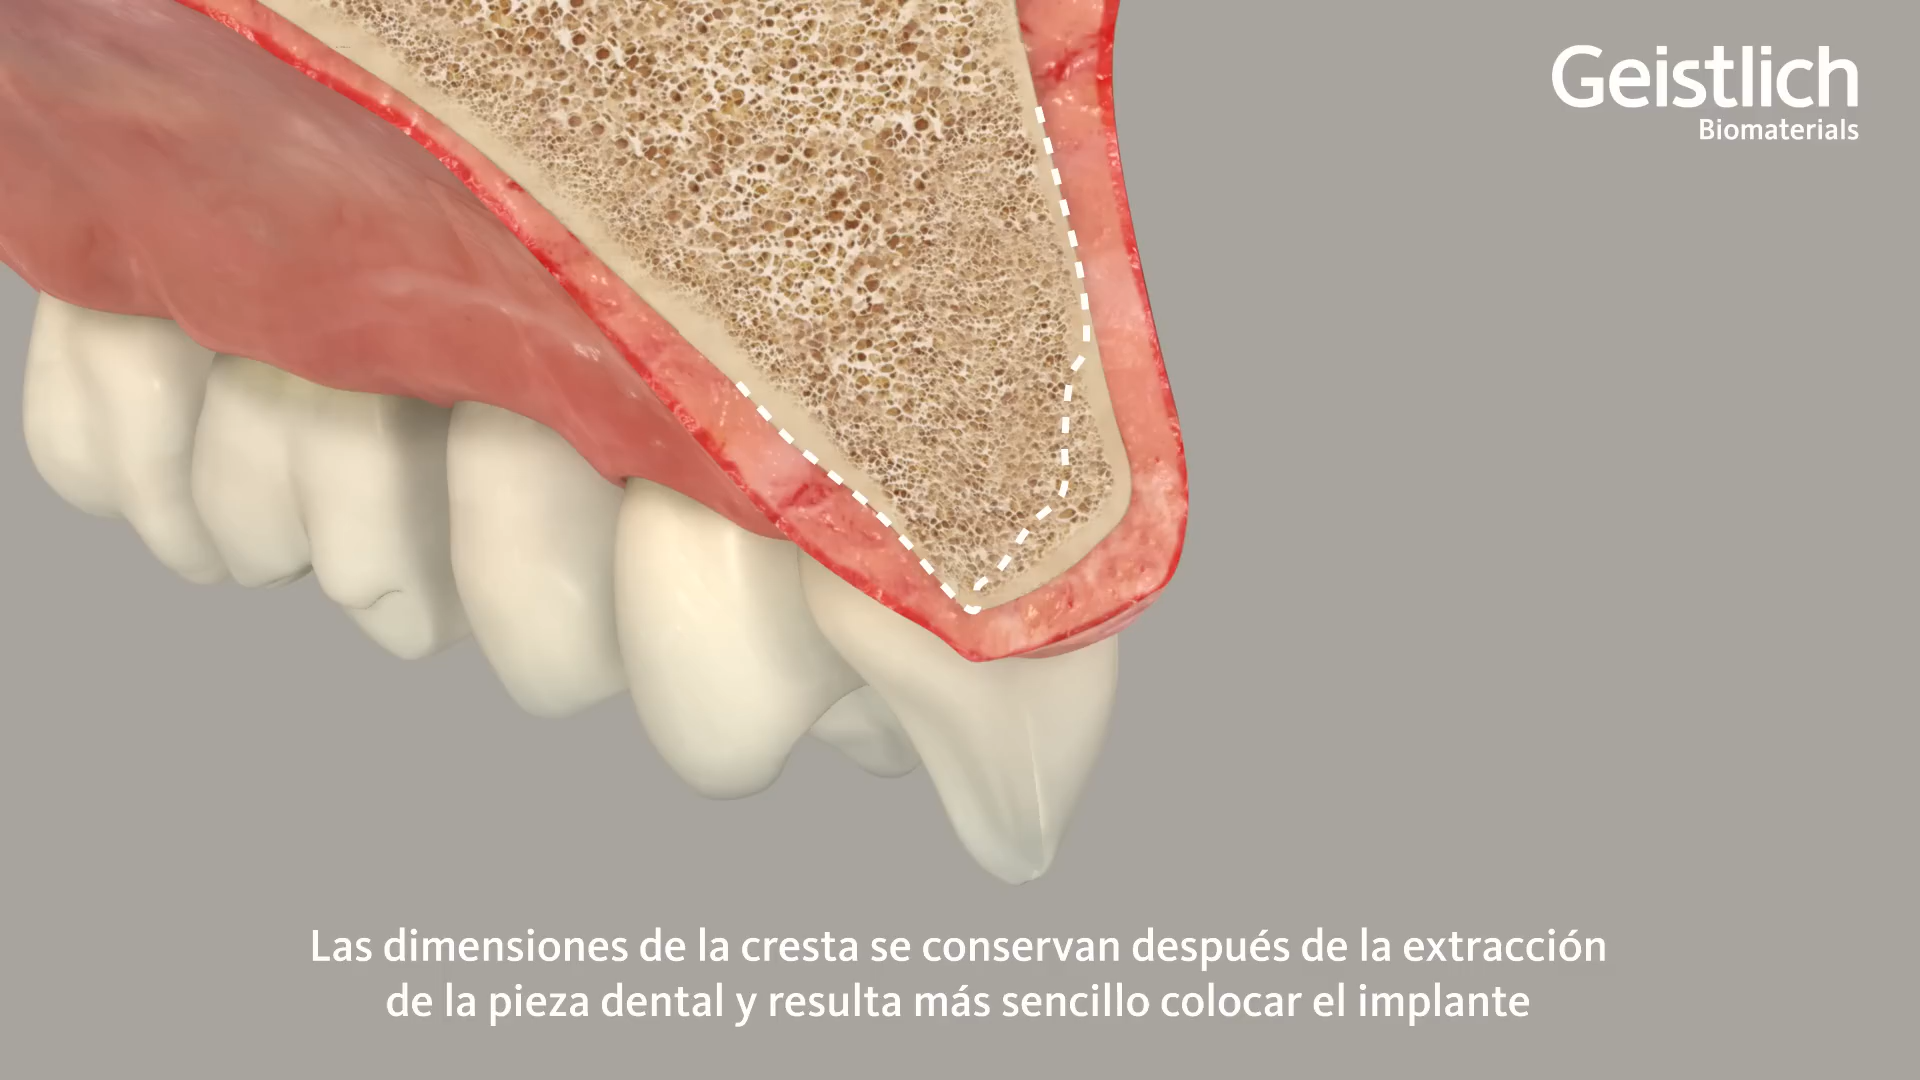 Geistlich
Biomaterials
Las dimensiones de la cresta se conservan después de la extracción
de la pieza dental y resulta más sencillo colocar el implante